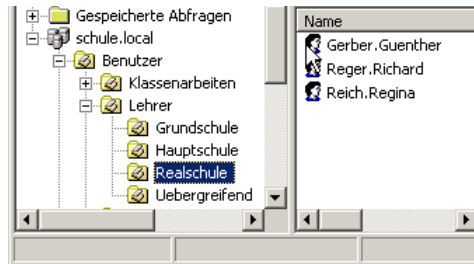 Gespeicherte Abfragen
schule.local
Benutzer
Klassenarbeiten
Lehrer
Grundschule
Hauptschule
Realschule
Uebergreifend
Name
Gerber.Guenther
Reger.Richard
Reich.Regina